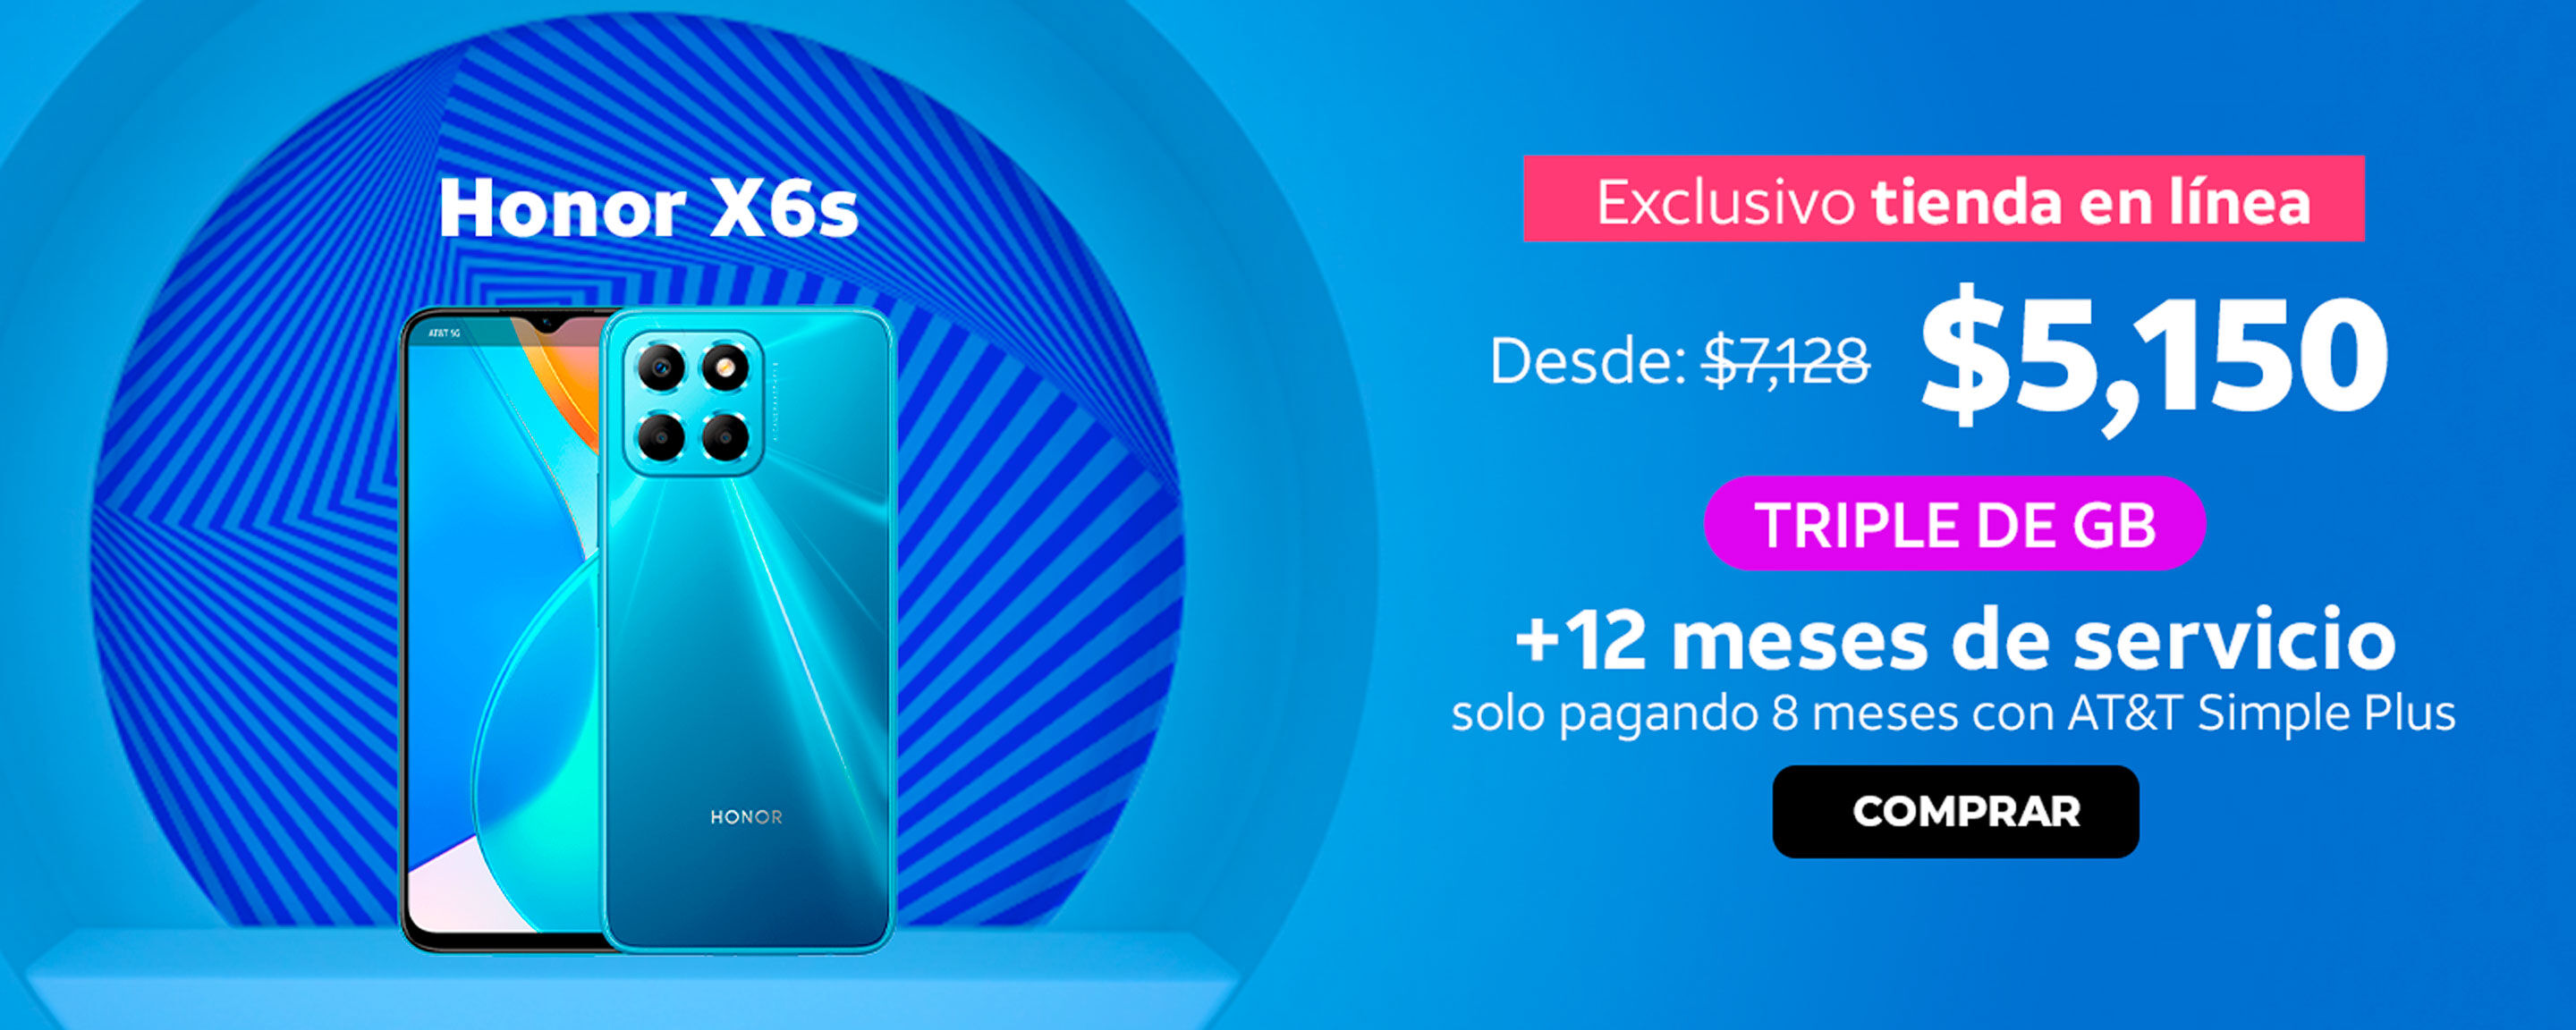 Honor X6s
AT&T 5G
HONOR
Exclusivo tienda en línea
Desde: $7,128 $5,150
TRIPLE DE GB
+12 meses de servicio
solo pagando 8 meses con AT&T Simple Plus
COMPRAR